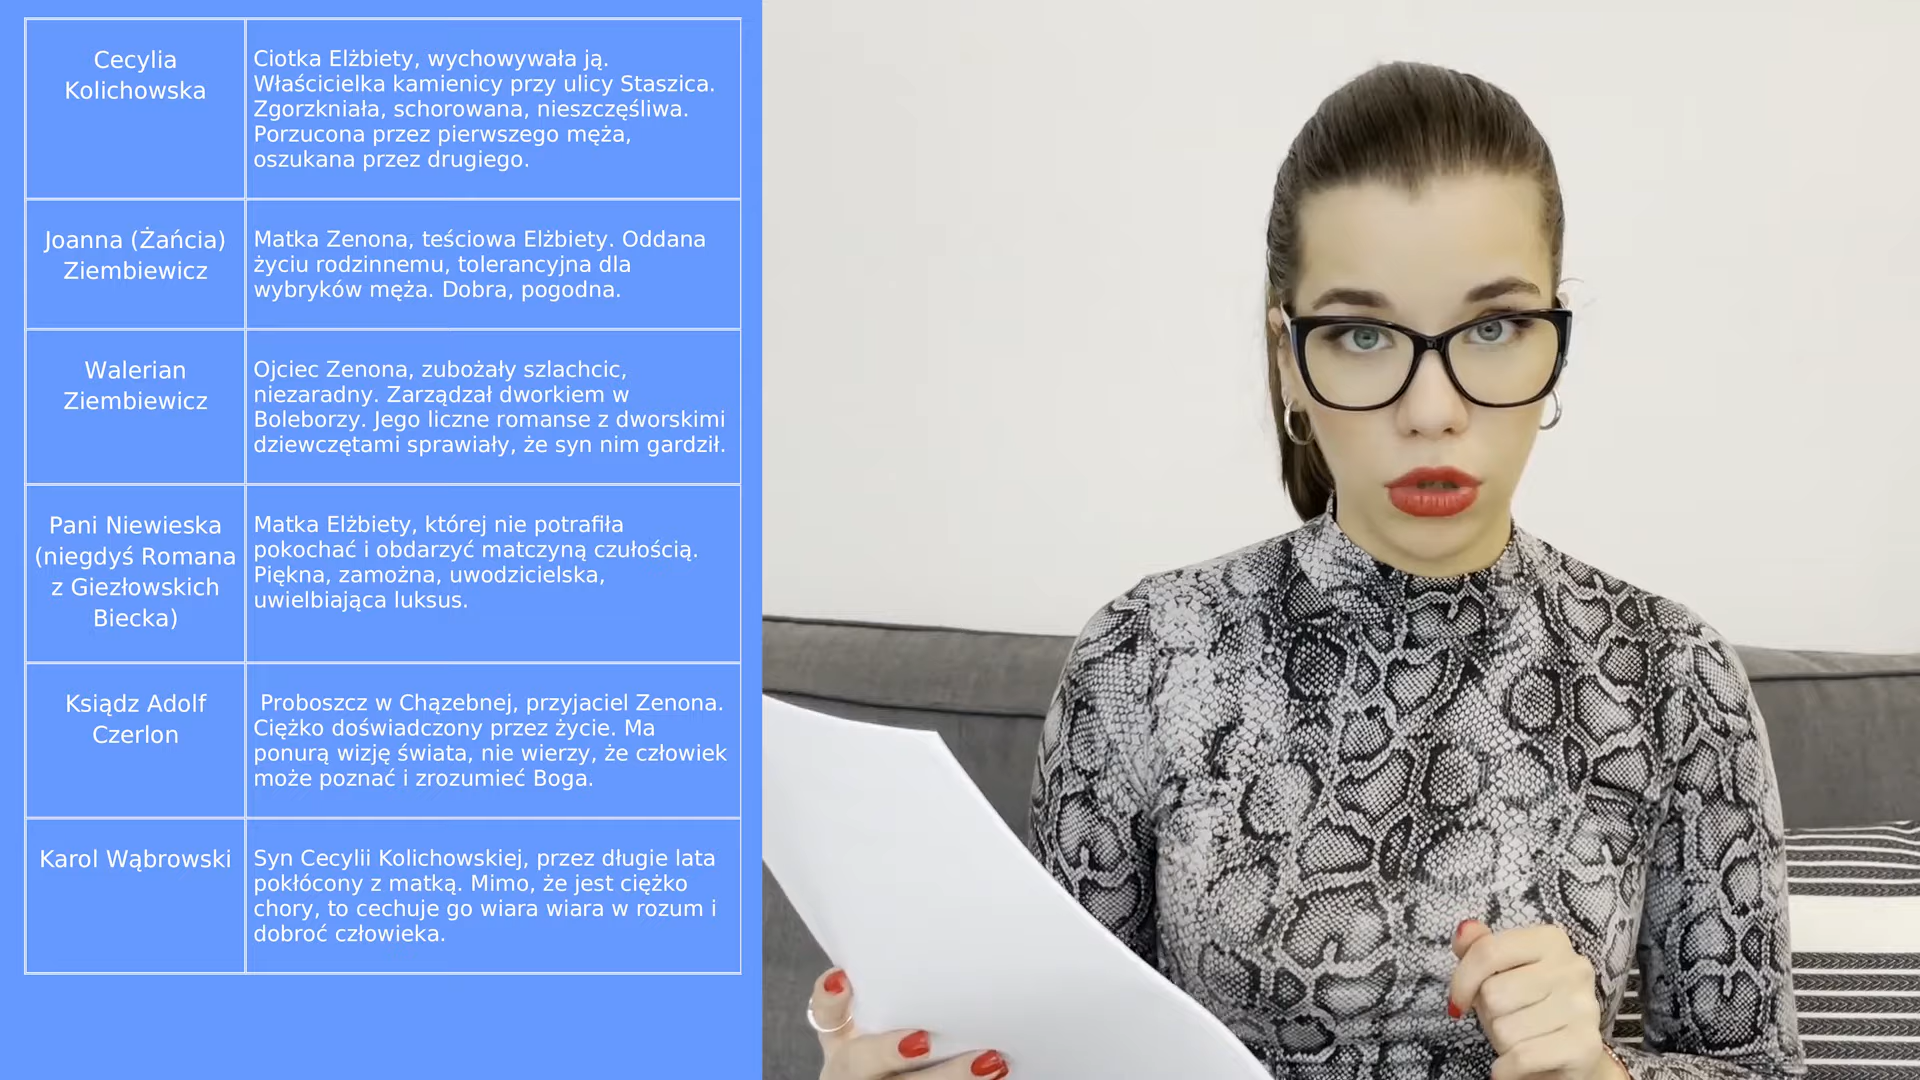 Cecylia
Kolichowska
Ciotka Elżbiety, wychowywała ją.
Właścicielka kamienicy przy ulicy Staszica.
Zgorzkniała, schorowana, nieszczęśliwa.
Porzucona przez pierwszego męża,
oszukana przez drugiego.
Joanna (Żańcia)
Ziembiewicz
Matka Zenona, teściowa Elżbiety. Oddana
życiu rodzinnemu, tolerancyjna dla
wybryków męża. Dobra, pogodna.
Walerian
Ziembiewicz
Ojciec Zenona, zubożały szlachcic,
niezaradny. Zarządzał dworkiem w
Boleborzy. Jego liczne romanse z dworskimi
dziewczętami sprawiały, że syn nim gardził.
Pani Niewieska
(niegdyś Romana
z Giezłowskich
Biecka)
Matka Elżbiety, której nie potrafiła
pokochać i obdarzyć matczyną czułością.
Piękna, zamożna, uwodzicielska,
uwielbiająca luksus.
Ksiądz Adolf
Czerlon
Proboszcz w Chązebnej, przyjaciel Zenona.
Ciężko doświadczony przez życie. Ma
ponurą wizję świata, nie wierzy, że człowiek
może poznać i zrozumieć Boga.
Karol Wąbrowski
Syn Cecylii Kolichowskiej, przez długie lata
pokłócony z matką. Mimo, że jest ciężko
chory, to cechuje go wiara wiara w rozum i
dobroć człowieka.